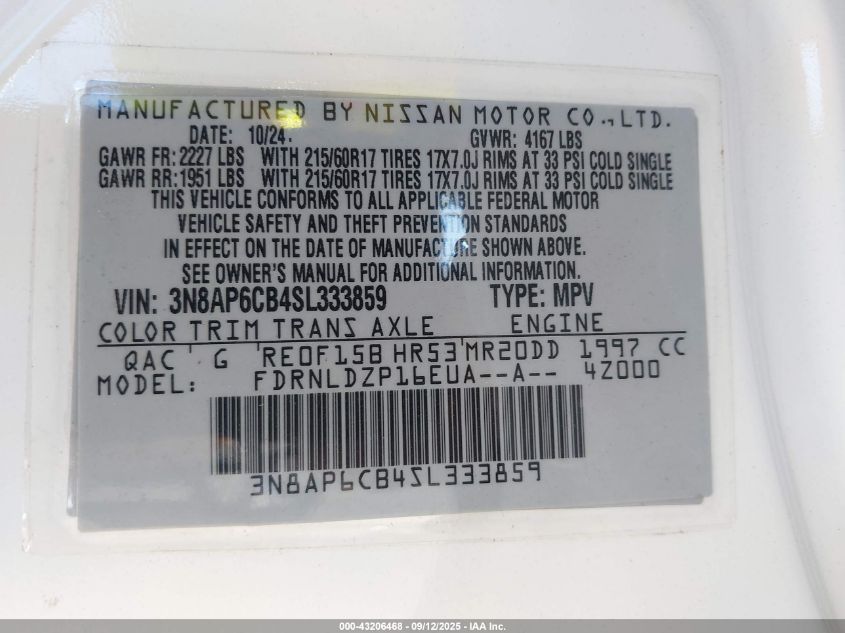 MANUFACTURED BY NISSAN MOTOR CO., LTD.
DATE: 10/24 GVWR: 4167 LBS
GAWR FR: 2227 LBS WITH 215/60R17 TIRES 17X7.0J RIMS AT 33 PSI COLD SINGLE
GAWR RR: 1951 LBS WITH 215/60R17 TIRES 17X7.0J RIMS AT 33 PSI COLD SINGLE
THIS VEHICLE CONFORMS TO ALL APPLICABLE FEDERAL MOTOR
VEHICLE SAFETY AND THEFT PREVENTION STANDARDS
IN EFFECT ON THE DATE OF MANUFACTURE SHOWN ABOVE.
SEE OWNER'S MANUAL FOR ADDITIONAL INFORMATION.
VIN: 3N8AP6CB4SL333859 TYPE: MPV
COLOR TRIM TRANS AXLE ENGINE
QAC G RE0F15B HR53 MR20DD 1997 CC
MODEL: FDRNLDZP16EUA--A-- 4Z000
3N8AP6CB4SL333859
000-43206468 - 09/12/2025 - IAA Inc.